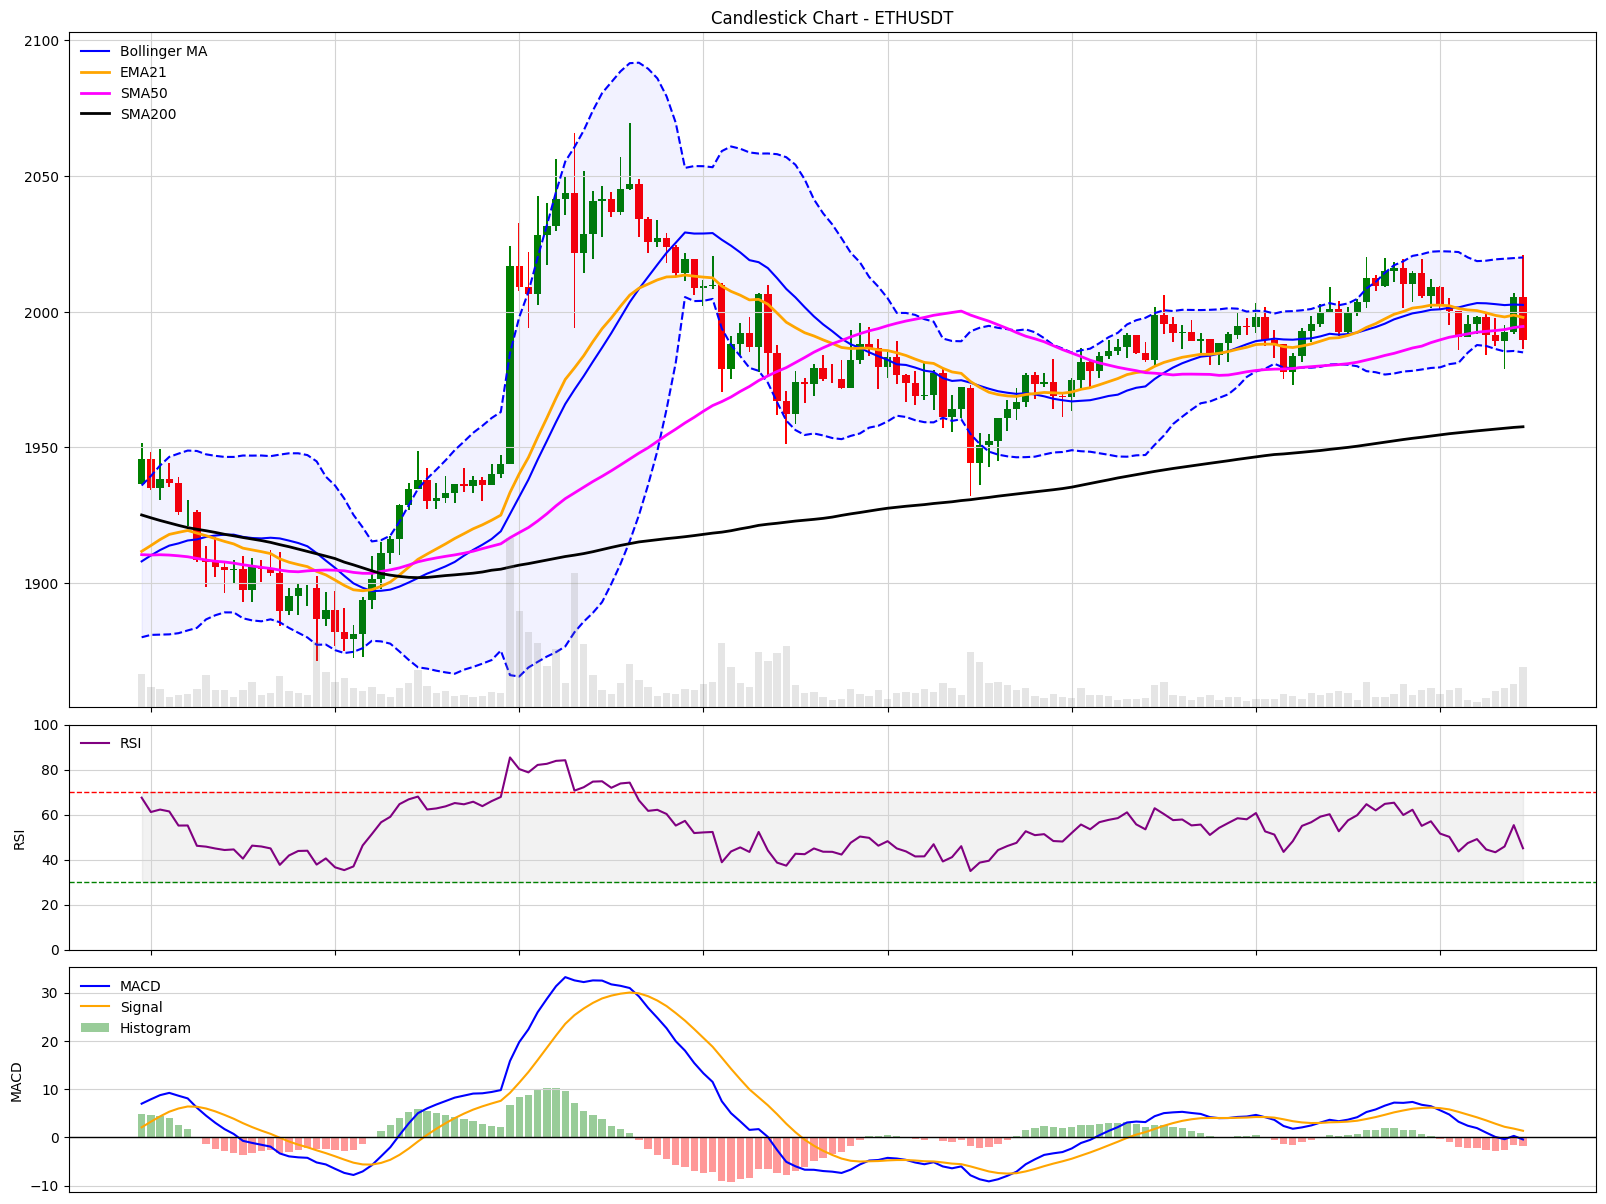 Candlestick Chart - ETHUSDT
2100
Bollinger MA
EMA21
SMA50
SMA200
2050
2000
1950
1900
100
RSI
80
60
RSI
40
20
0
MACD
30
Signal
Histogram
20
MACD
10
0
−10